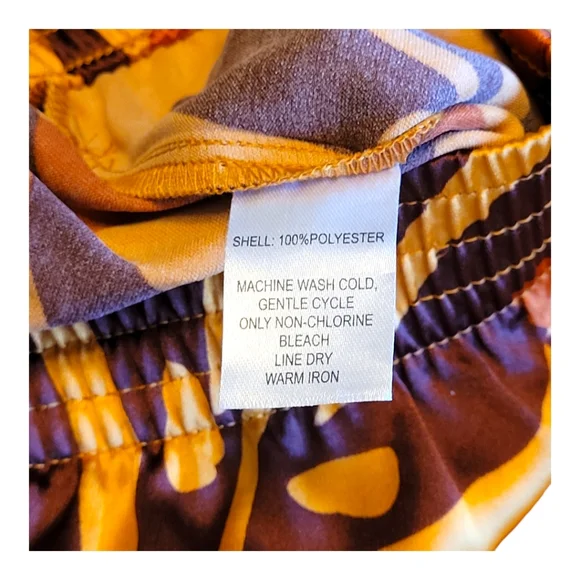 SHELL: 100%POLYESTER
MACHINE WASH COLD,
GENTLE CYCLE
ONLY NON-CHLORINE
BLEACH
LINE DRY
WARM IRON